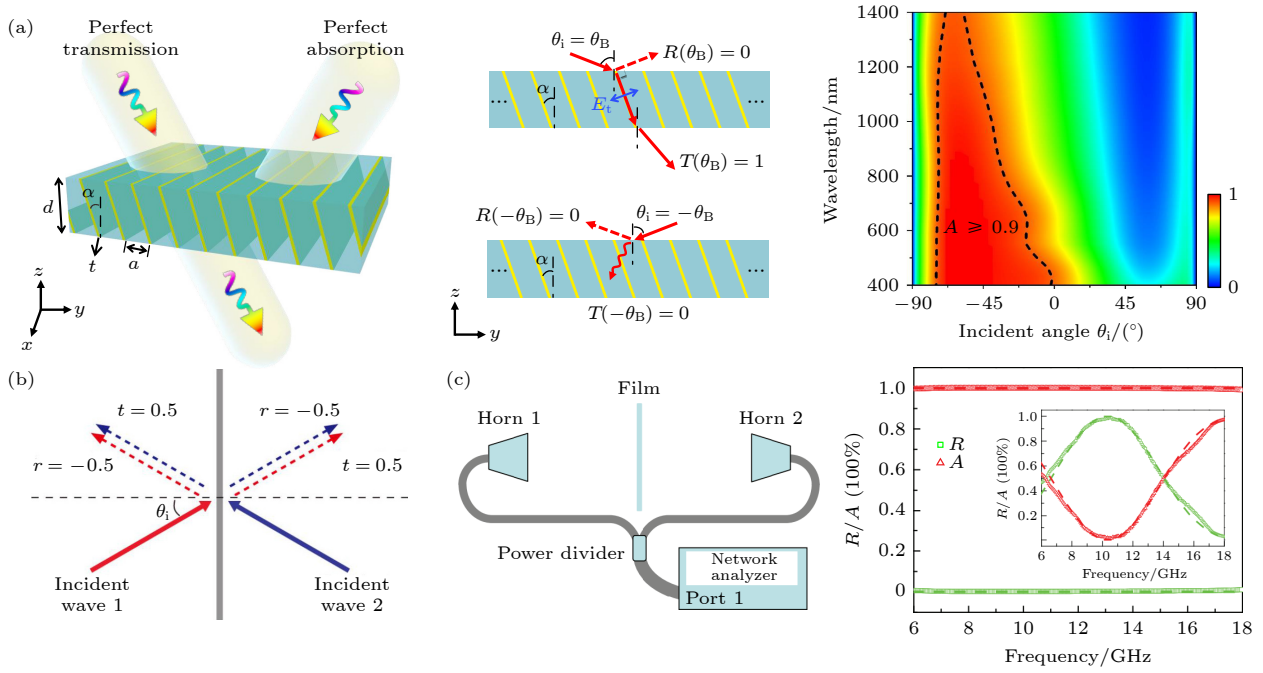 (a)
Perfect
transmission
Perfect
absorption
d
α
t
a
z
y
x
θi = θB
R(θB) = 0
α
Et
...
...
T(θB) = 1
R(−θB) = 0
θi = −θB
α
...
...
T(−θB) = 0
z
y
Wavelength/nm
1400
1200
1000
800
600
400
A ⩾ 0.9
1
0
−90
−45
0
45
90
Incident angle θi/(°)
(b)
t = 0.5
r = −0.5
r = −0.5
t = 0.5
θi
Incident
wave 1
Incident
wave 2
(c)
Film
Horn 1
Horn 2
Power divider
Network
analyzer
Port 1
R/A (100%)
1.0
0.8
0.6
0.4
0.2
0
R
A
R/A (100%)
1.0
0.8
0.6
0.4
0.2
6
8
10
12
14
16
18
Frequency/GHz
6
8
10
12
14
16
18
Frequency/GHz